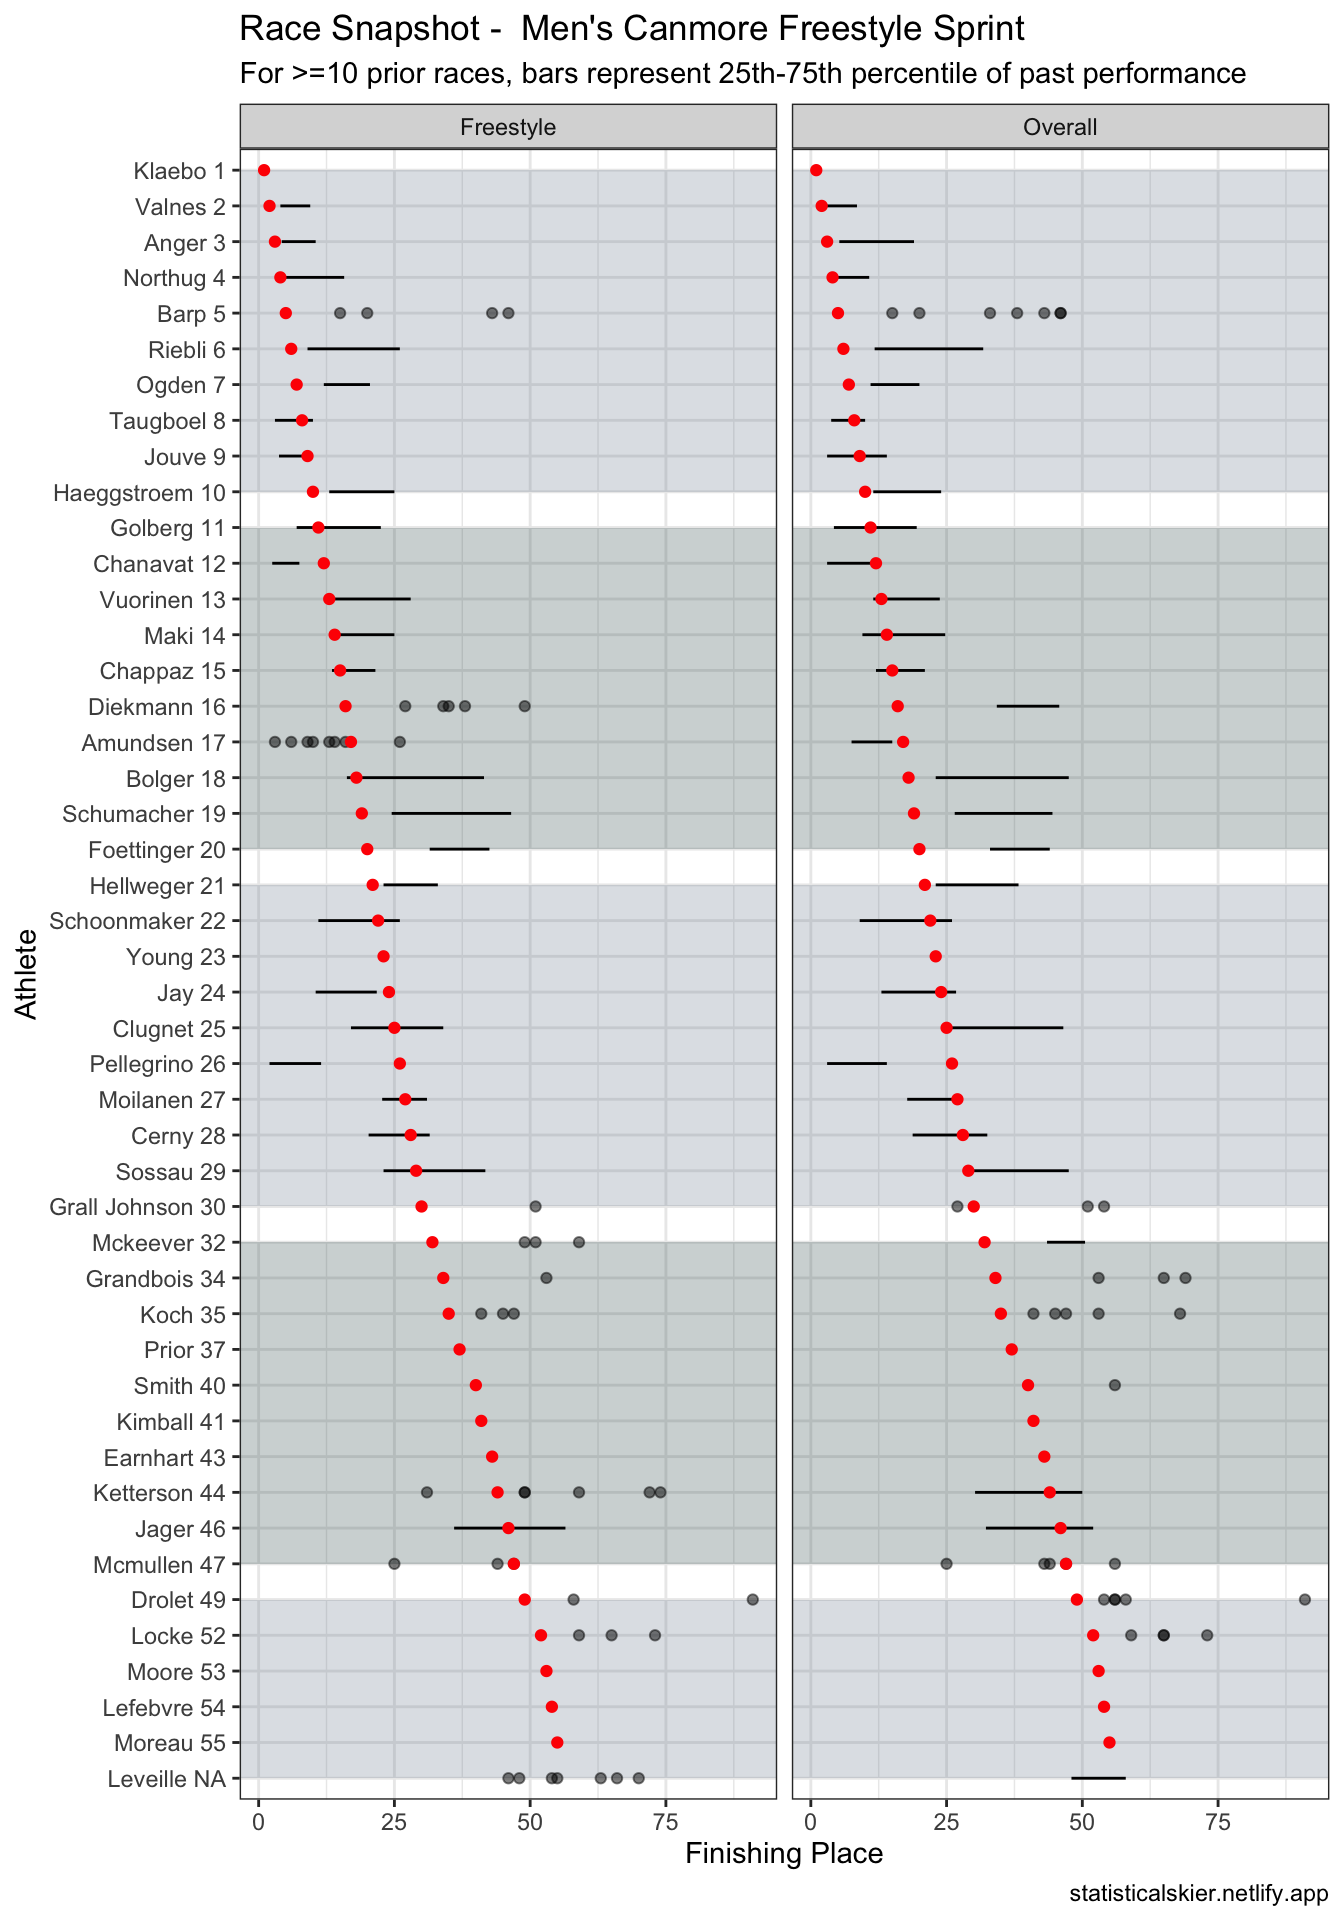 Race Snapshot -  Men's Canmore Freestyle Sprint
For >=10 prior races, bars represent 25th-75th percentile of past performance
Freestyle
Overall
Athlete
Klaebo 1
Valnes 2
Anger 3
Northug 4
Barp 5
Riebli 6
Ogden 7
Taugboel 8
Jouve 9
Haeggstroem 10
Golberg 11
Chanavat 12
Vuorinen 13
Maki 14
Chappaz 15
Diekmann 16
Amundsen 17
Bolger 18
Schumacher 19
Foettinger 20
Hellweger 21
Schoonmaker 22
Young 23
Jay 24
Clugnet 25
Pellegrino 26
Moilanen 27
Cerny 28
Sossau 29
Grall Johnson 30
Mckeever 32
Grandbois 34
Koch 35
Prior 37
Smith 40
Kimball 41
Earnhart 43
Ketterson 44
Jager 46
Mcmullen 47
Drolet 49
Locke 52
Moore 53
Lefebvre 54
Moreau 55
Leveille NA
0 25 50 75
0 25 50 75
Finishing Place
statisticalskier.netlify.app